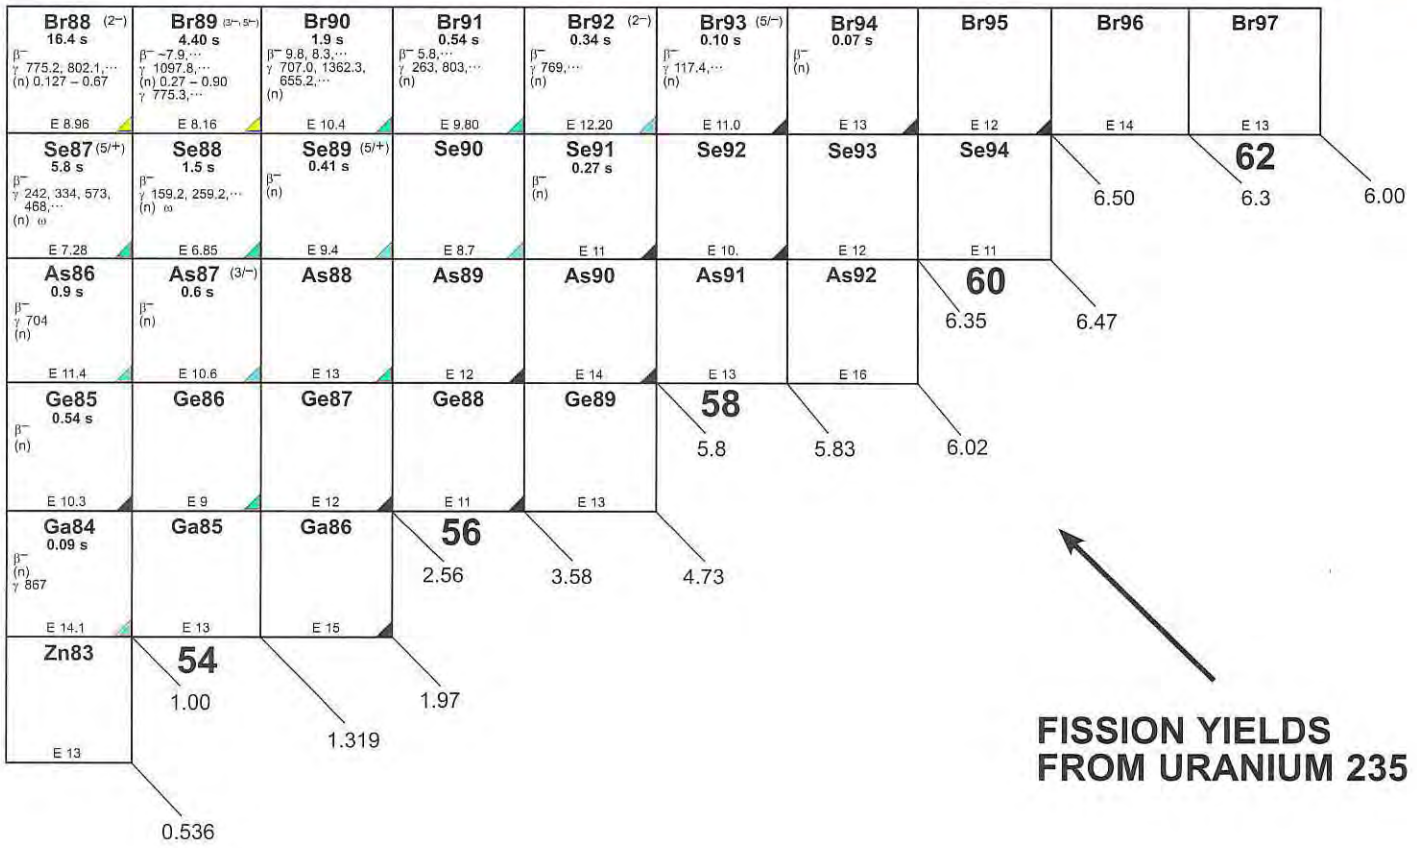 Br88 (2−)
16.4 s
β−
γ 775.2, 802.1,···
(n) 0.127 – 0.67
E 8.96
Br89 (3/−, 5/−)
4.40 s
β− ~7.9,···
γ 1097.8,···
(n) 0.27 – 0.90
γ 775.3,···
E 8.16
Br90
1.9 s
β− 9.8, 8.3,···
γ 707.0, 1362.3,
655.2,···
(n)
E 10.4
Br91
0.54 s
β− 5.8,···
γ 263, 803,···
(n)
E 9.80
Br92 (2−)
0.34 s
β−
γ 769,···
(n)
E 12.20
Br93 (5/−)
0.10 s
β−
γ 117.4,···
(n)
E 11.0
Br94
0.07 s
β−
(n)
E 13
Br95
E 12
Br96
E 14
Br97
E 13
Se87 (5/+)
5.8 s
β−
γ 242, 334, 573,
468,···
(n) ω
E 7.28
Se88
1.5 s
β−
γ 159.2, 259.2,···
(n) ω
E 6.85
Se89 (5/+)
0.41 s
β−
(n)
E 9.4
Se90
E 8.7
Se91
0.27 s
β−
(n)
E 11
Se92
E 10.
Se93
E 12
Se94
E 11
62
6.50
6.3
6.00
As86
0.9 s
β−
γ 704
(n)
E 11.4
As87 (3/−)
0.6 s
β−
(n)
E 10.6
As88
E 13
As89
E 12
As90
E 14
As91
E 13
As92
E 16
60
6.35
6.47
Ge85
0.54 s
β−
(n)
E 10.3
Ge86
E 9
Ge87
E 12
Ge88
E 11
Ge89
E 13
58
5.8
5.83
6.02
Ga84
0.09 s
β−
(n)
γ 867
E 14.1
Ga85
E 13
Ga86
E 15
56
2.56
3.58
4.73
Zn83
E 13
54
1.00
1.319
1.97
0.536
FISSION YIELDS
FROM URANIUM 235